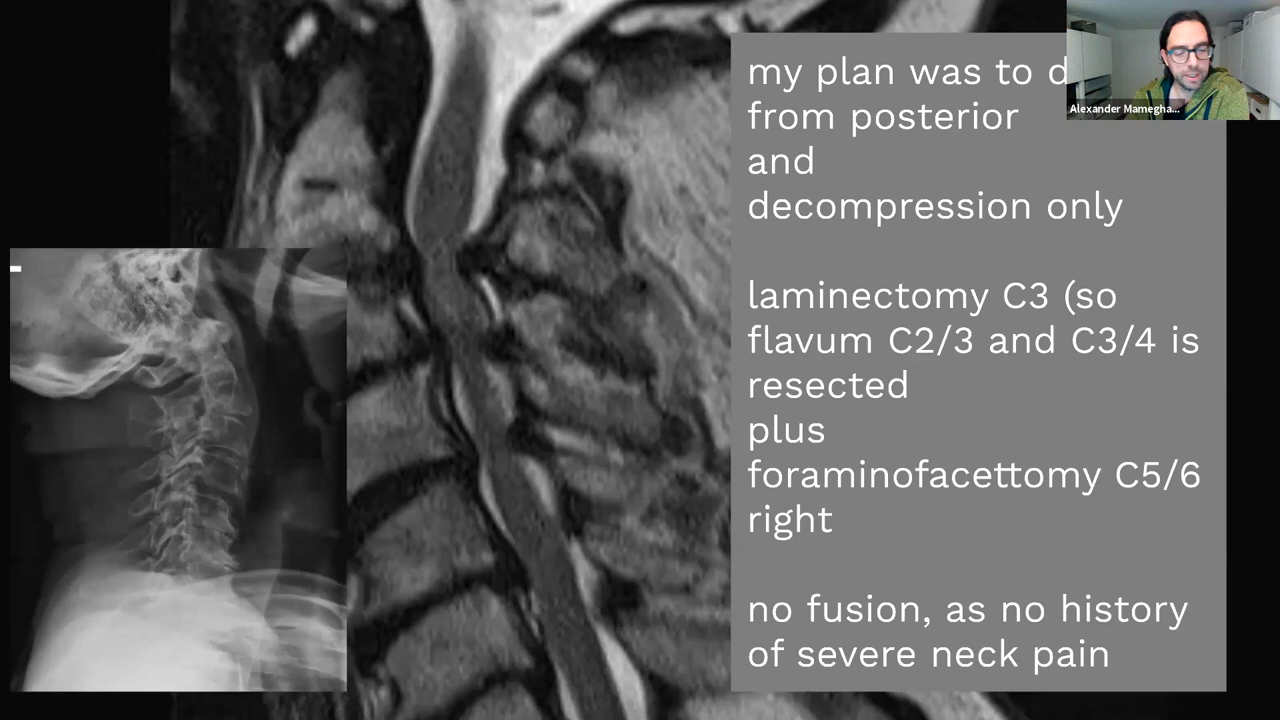 my plan was to d
from posterior
and
decompression only
laminectomy C3 (so
flavum C2/3 and C3/4 is
resected
plus
foraminofacettomy C5/6
right
no fusion, as no history
of severe neck pain
Alexander Mamegha...